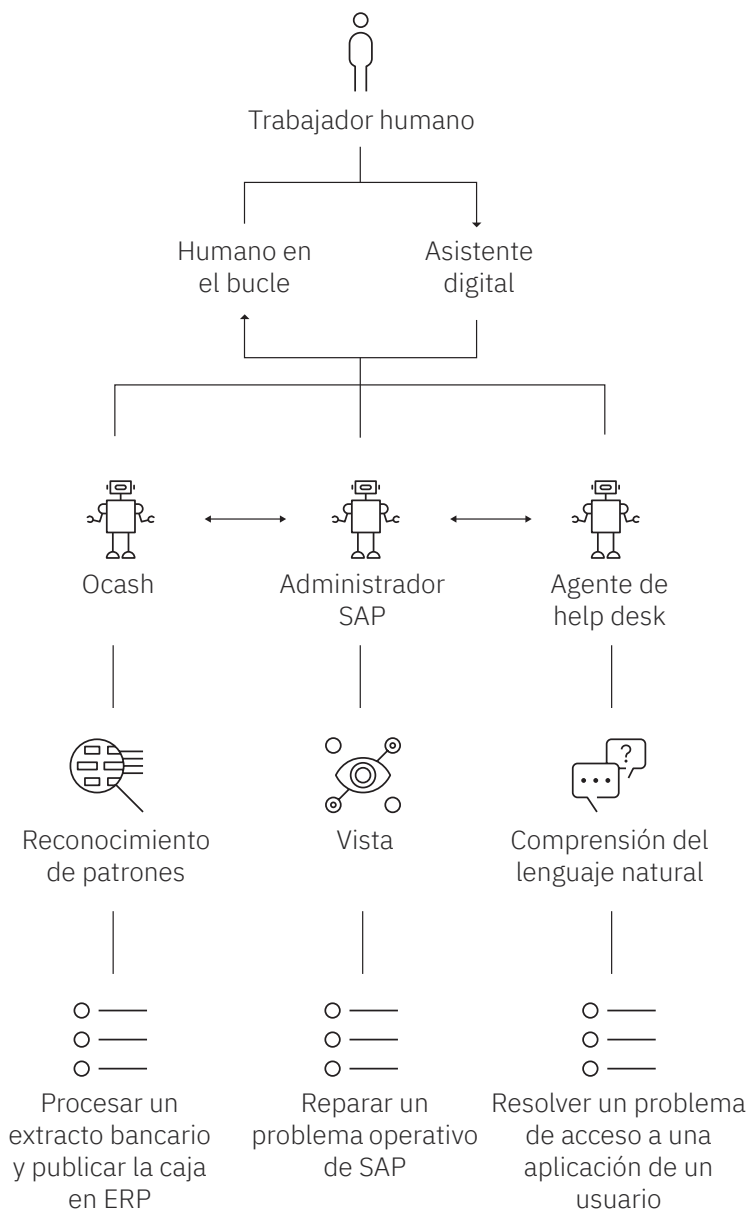 Trabajador humano
Humano en
el bucle
Asistente
digital
Ocash
Administrador
SAP
Agente de
help desk
Reconocimiento
de patrones
Vista
?
Comprensión del
lenguaje natural
Procesar un
extracto bancario
y publicar la caja
en ERP
Reparar un
problema operativo
de SAP
Resolver un problema
de acceso a una
aplicación de un
usuario